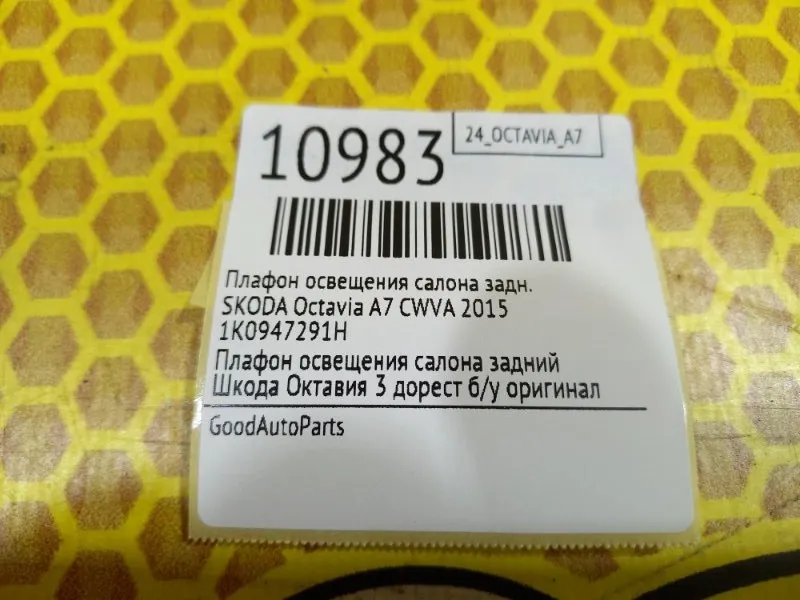 10983
24_OCTAVIA_A7
Плафон освещения салона задн.
SKODA Octavia A7 CWVA 2015
1K0947291H
Плафон освещения салона задний
Шкода Октавия 3 дорест б/у оригинал
GoodAutoParts